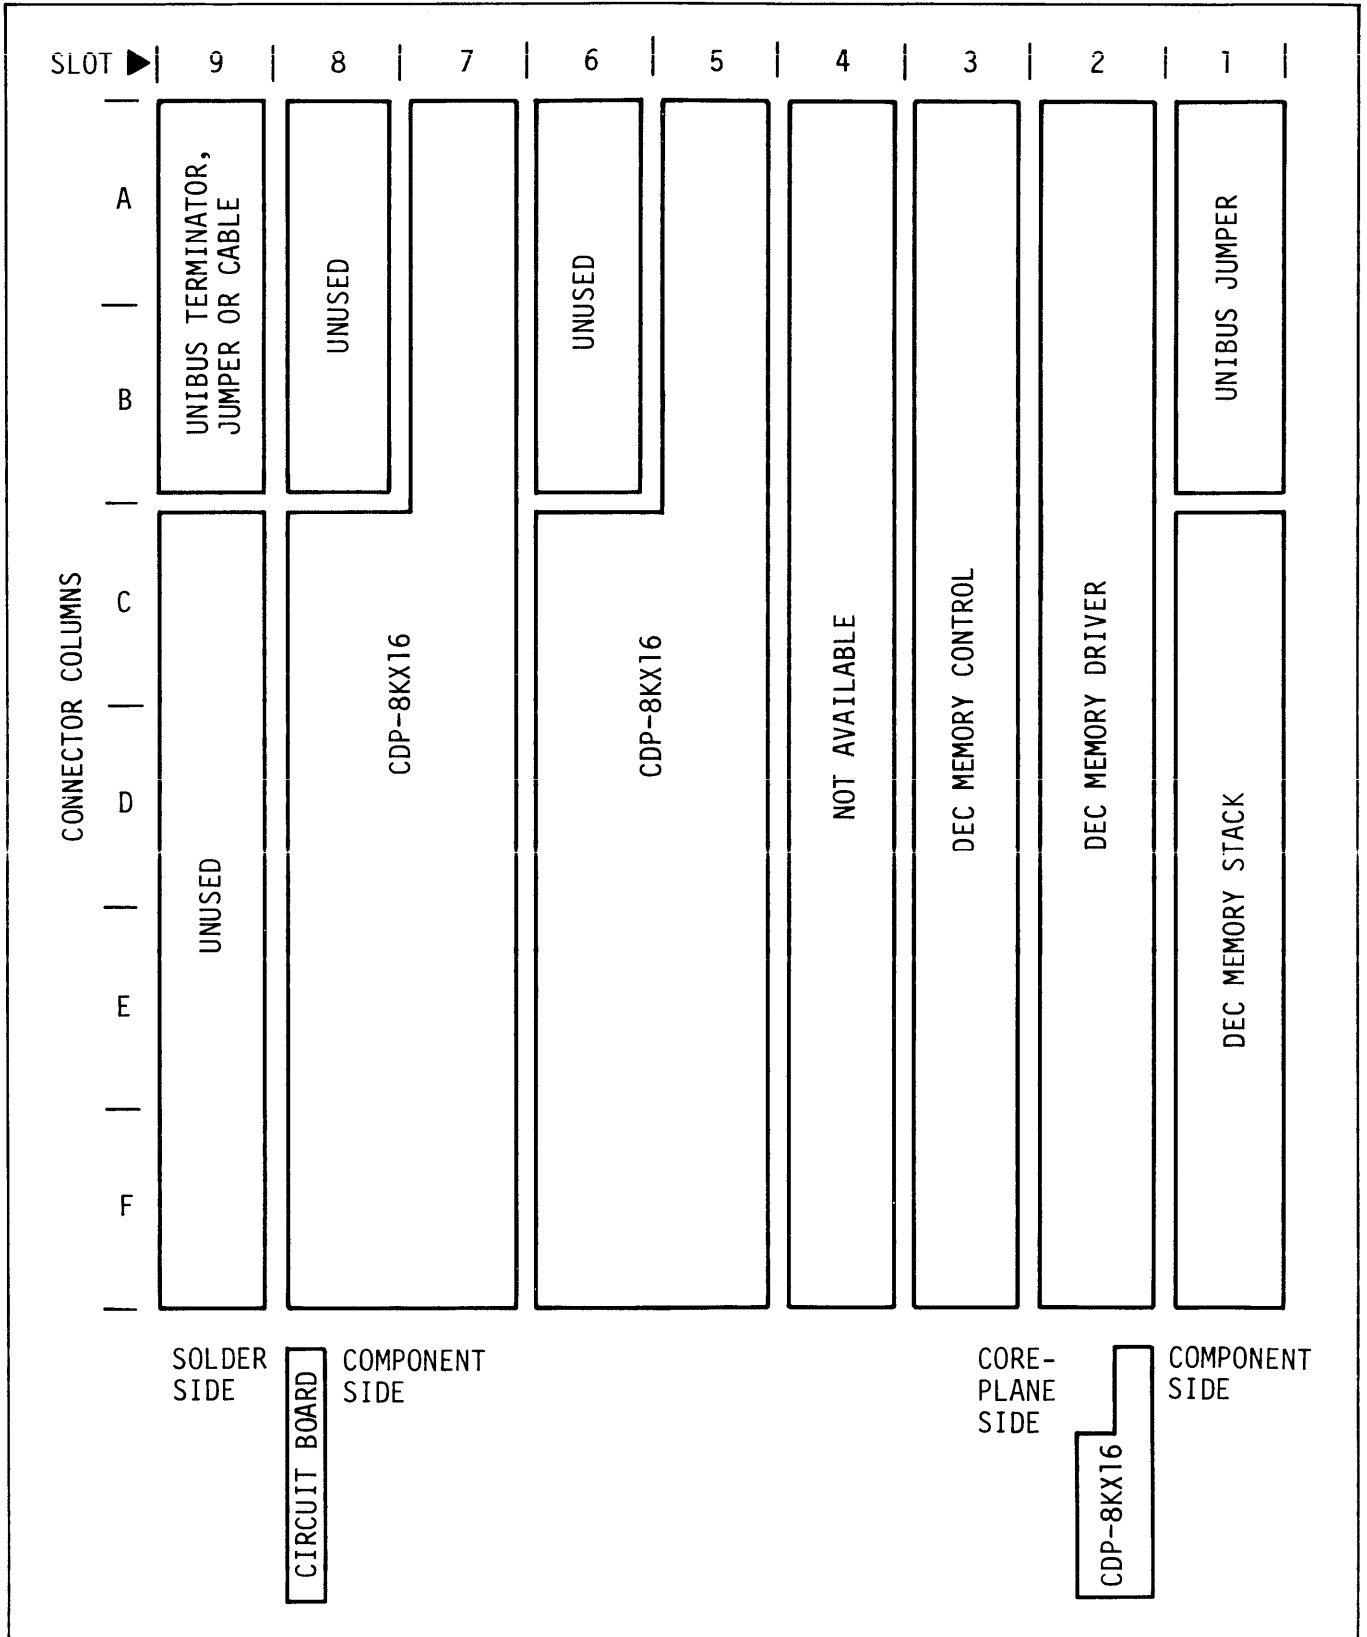 SLOT ▶ 9 8 7 6 5 4 3 2 1
A
B
C
D
E
F
CONNECTOR COLUMNS
UNIBUS TERMINATOR,
JUMPER OR CABLE
UNUSED
UNUSED
CDP-8KX16
UNUSED
CDP-8KX16
NOT AVAILABLE
DEC MEMORY CONTROL
DEC MEMORY DRIVER
UNIBUS JUMPER
DEC MEMORY STACK
SOLDER
SIDE
CIRCUIT BOARD
COMPONENT
SIDE
CORE-
PLANE
SIDE
CDP-8KX16
COMPONENT
SIDE